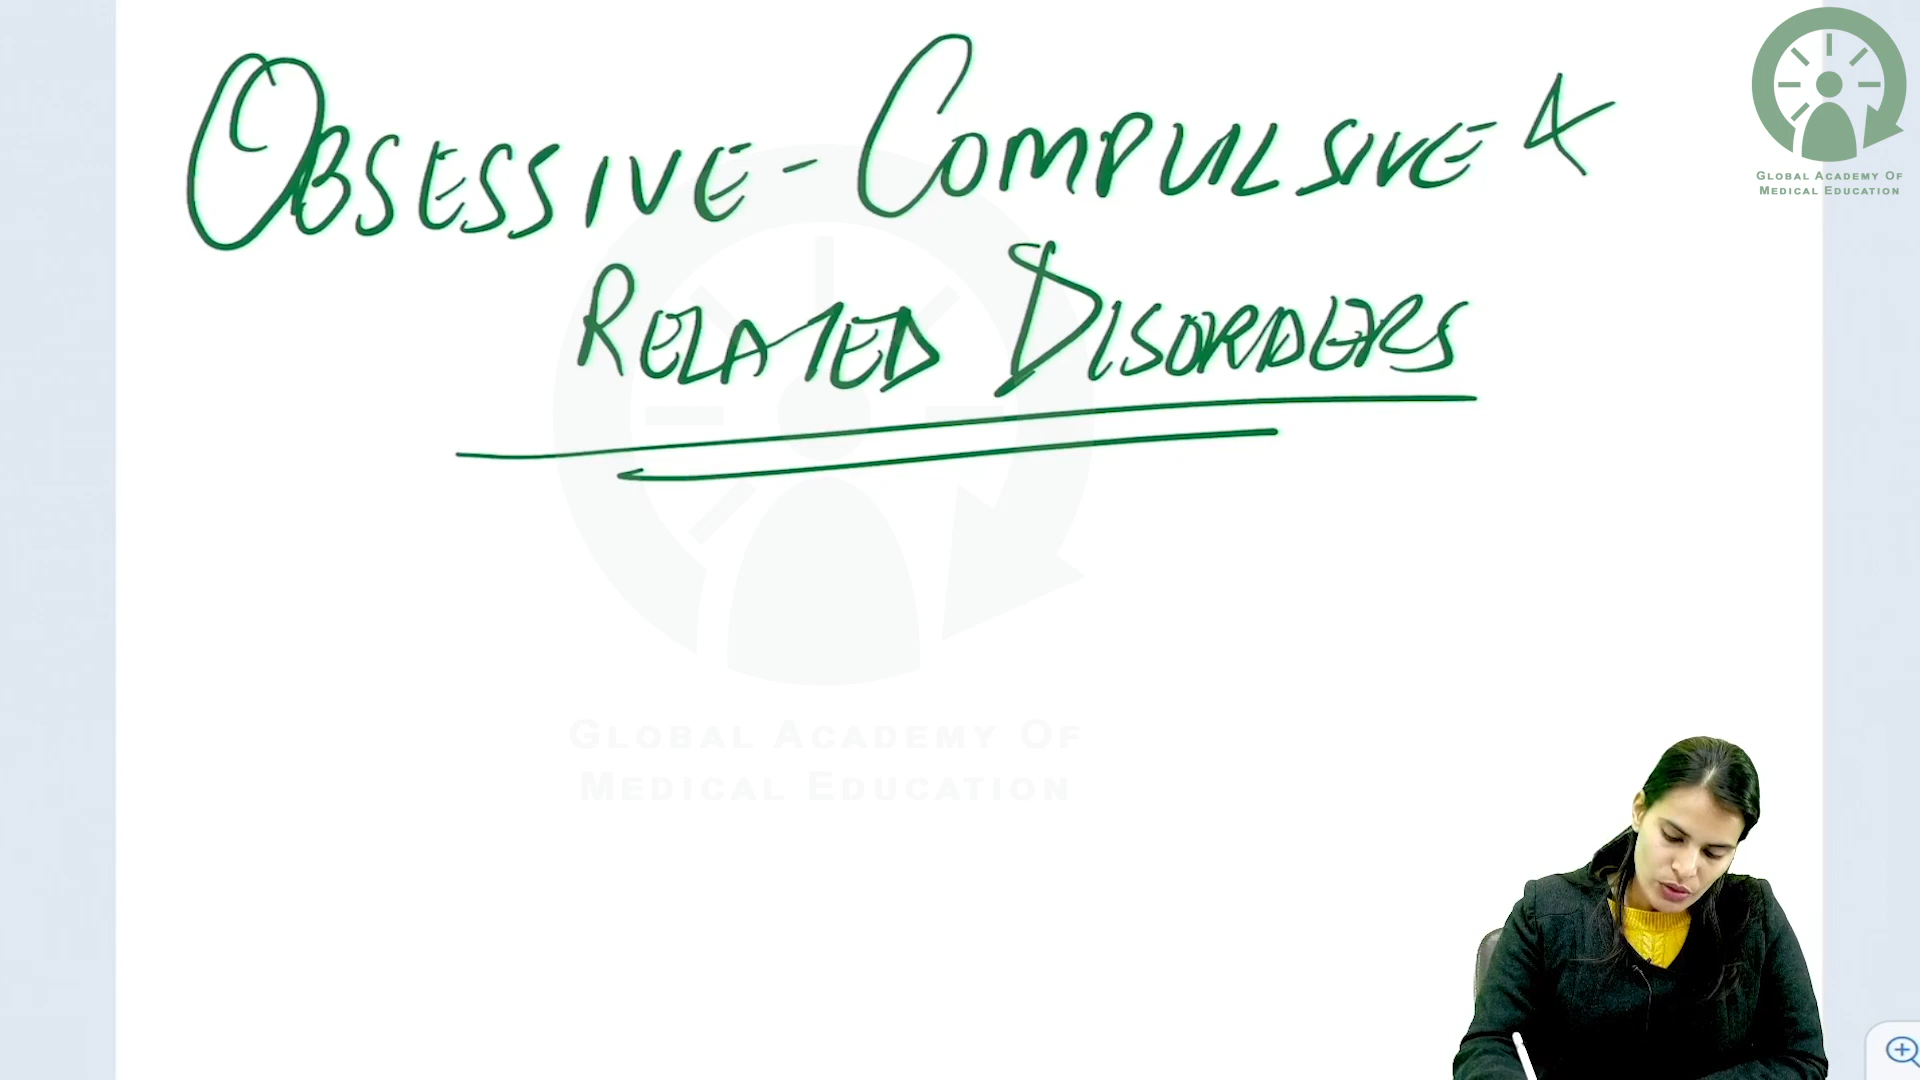 OBSESSIVE-COMPULSIVE &
RELATED DISORDERS
GLOBAL ACADEMY OF
MEDICAL EDUCATION
GLOBAL ACADEMY OF
MEDICAL EDUCATION